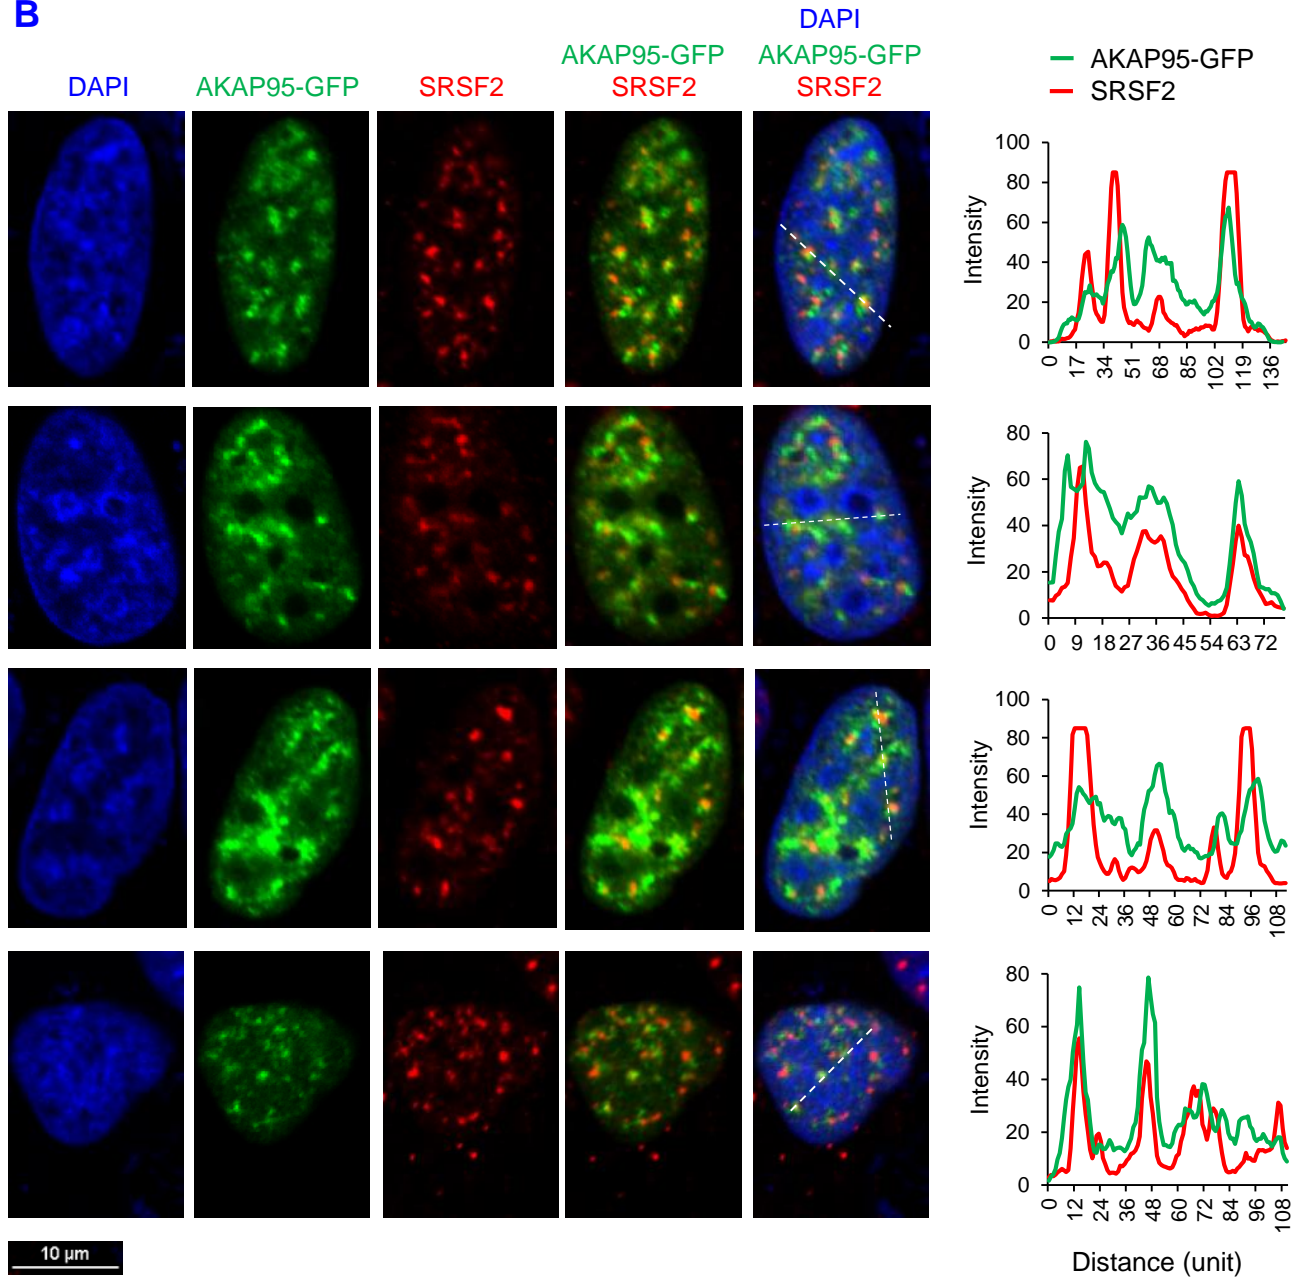 B
DAPI
AKAP95-GFP
SRSF2
AKAP95-GFP
SRSF2
DAPI
AKAP95-GFP
SRSF2
AKAP95-GFP
SRSF2
Intensity
100
80
60
40
20
0
0 17 34 51 68 85 102 119 136
Intensity
80
60
40
20
0
0 9 18 27 36 45 54 63 72
Intensity
100
80
60
40
20
0
0 12 24 36 48 60 72 84 96 108
Intensity
80
60
40
20
0
0 12 24 36 48 60 72 84 96 108
Distance (unit)
10 μm